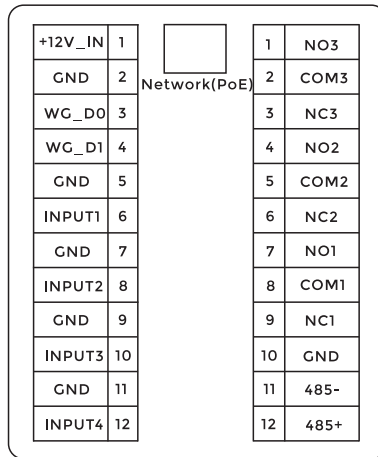 +12V_IN 1
GND 2
WG_D0 3
WG_D1 4
GND 5
INPUT1 6
GND 7
INPUT2 8
GND 9
INPUT3 10
GND 11
INPUT4 12
Network(PoE)
1 NO3
2 COM3
3 NC3
4 NO2
5 COM2
6 NC2
7 NO1
8 COM1
9 NC1
10 GND
11 485-
12 485+